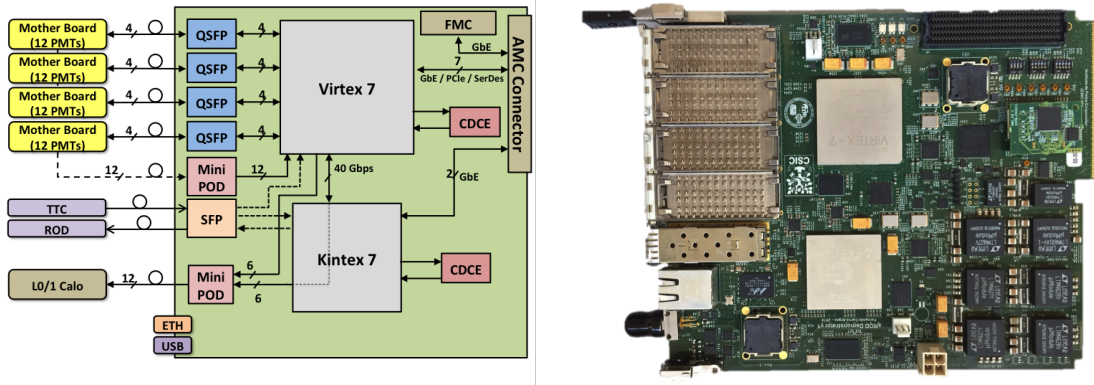 Mother Board
(12 PMTs)
4
QSFP
4
Mother Board
(12 PMTs)
4
QSFP
4
Mother Board
(12 PMTs)
4
QSFP
4
Mother Board
(12 PMTs)
4
QSFP
4
12
Mini
POD
12
TTC
ROD
SFP
L0/1 Calo
12
Mini
POD
6
6
ETH
USB
Virtex 7
40 Gbps
Kintex 7
FMC
GbE
7
GbE / PCIe / SerDes
CDCE
2
GbE
CDCE
AMC Connector
VIRTEX-7
CSIC